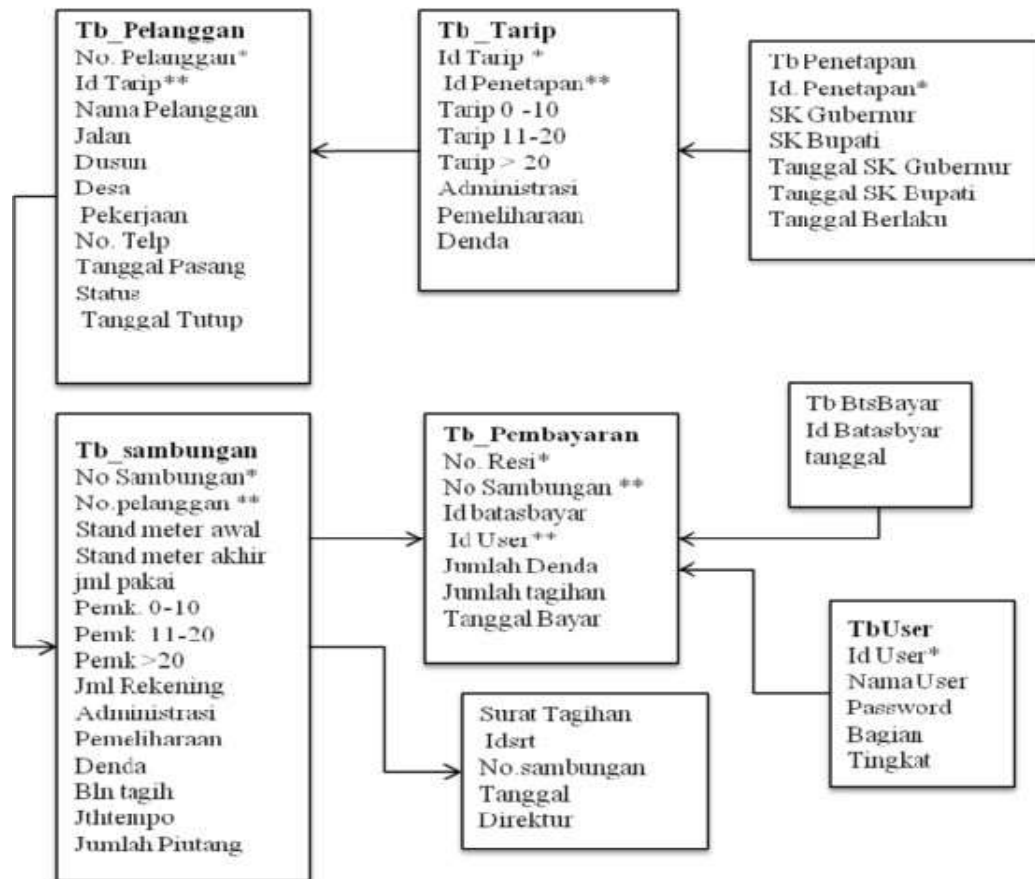 Tb_Pelanggan
No. Pelanggan*
Id Tarip**
Nama Pelanggan
Jalan
Dusun
Desa
Pekerjaan
No. Telp
Tanggal Pasang
Status
Tanggal Tutup
Tb_Tarip
Id Tarip *
Id Penetapan**
Tarip 0 -10
Tarip 11-20
Tarip > 20
Administrasi
Pemeliharaan
Denda
Tb Penetapan
Id. Penetapan*
SK Gubernur
SK Bupati
Tanggal SK Gubernur
Tanggal SK Bupati
Tanggal Berlaku
Tb_sambungan
No Sambungan*
No.pelanggan **
Stand meter awal
Stand meter akhir
jml pakai
Pemk. 0-10
Pemk 11-20
Pemk >20
Jml Rekening
Administrasi
Pemeliharaan
Denda
Bln tagih
Jthtempo
Jumlah Piutang
Tb_Pembayaran
No. Resi*
No Sambungan **
Id batasbayar
Id User**
Jumlah Denda
Jumlah tagihan
Tanggal Bayar
Tb BtsBayar
Id Batasbyar
tanggal
TbUser
Id User*
Nama User
Password
Bagian
Tingkat
Surat Tagihan
Idsrt
No.sambungan
Tanggal
Direktur